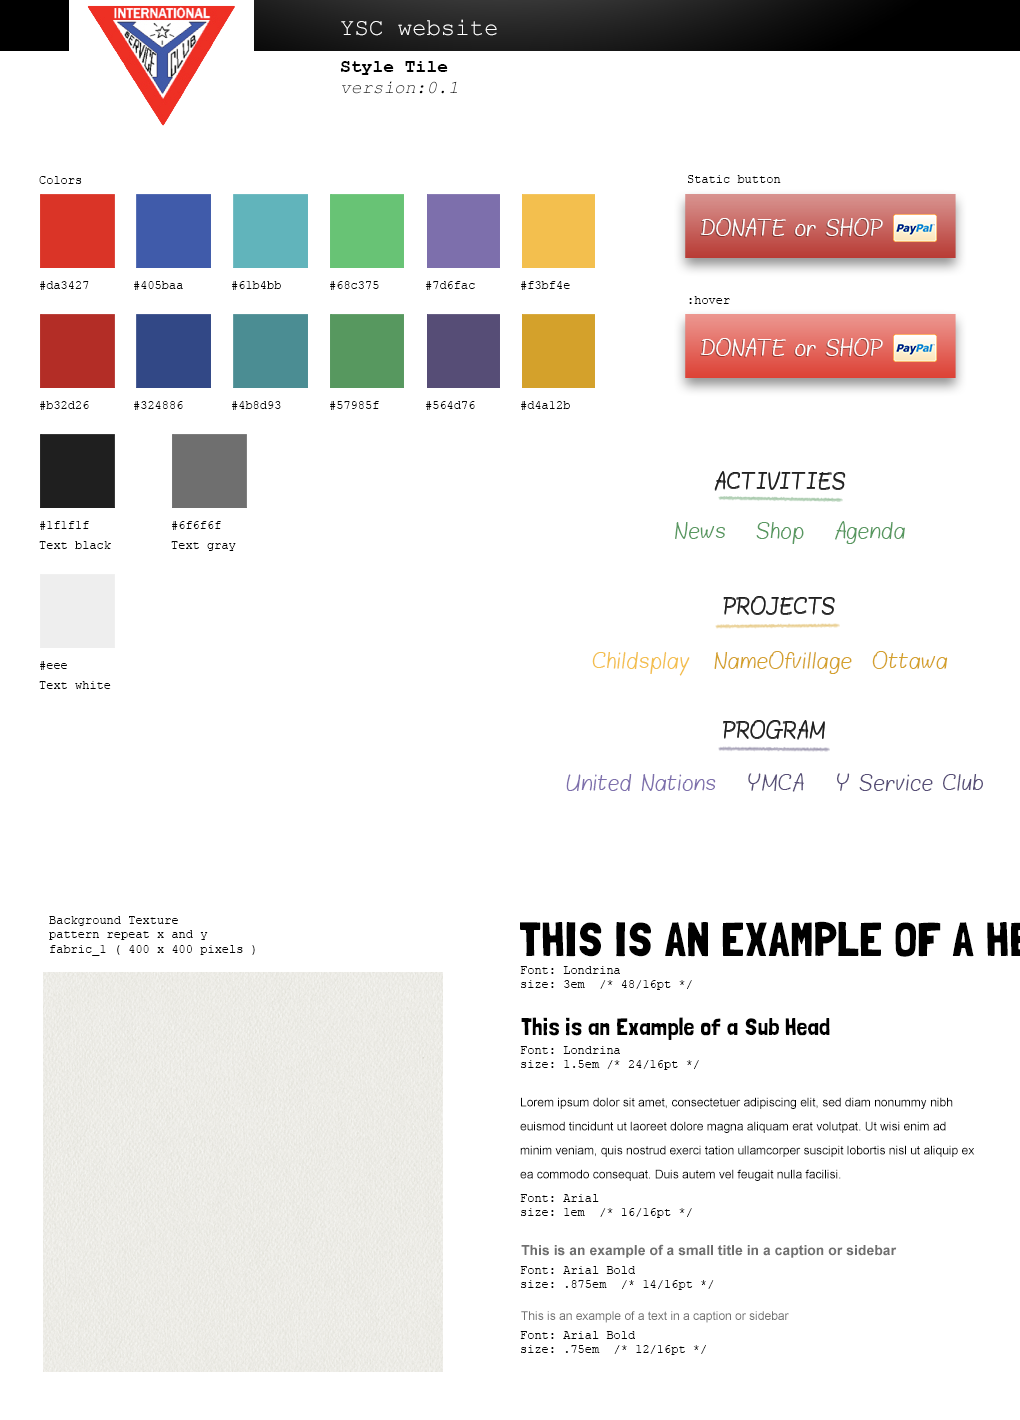 INTERNATIONAL
SERVICE CLUB
YSC website
Style Tile
version:0.1
Colors
#da3427 #405baa #61b4bb #68c375 #7d6fac #f3bf4e
#b32d26 #324886 #4b8d93 #57985f #564d76 #d4a12b
#1f1f1f #6f6f6f
Text black Text gray
#eee
Text white
Static button
DONATE or SHOP PayPal
:hover
DONATE or SHOP PayPal
ACTIVITIES
News Shop Agenda
PROJECTS
Childsplay NameOfvillage Ottawa
PROGRAM
United Nations YMCA Y Service Club
Background Texture
pattern repeat x and y
fabric_1 ( 400 x 400 pixels )
THIS IS AN EXAMPLE OF A HE
Font: Londrina
size: 3em /* 48/16pt */
This is an Example of a Sub Head
Font: Londrina
size: 1.5em /* 24/16pt */
Lorem ipsum dolor sit amet, consectetuer adipiscing elit, sed diam nonummy nibh
euismod tincidunt ut laoreet dolore magna aliquam erat volutpat. Ut wisi enim ad
minim veniam, quis nostrud exerci tation ullamcorper suscipit lobortis nisl ut aliquip ex
ea commodo consequat. Duis autem vel feugait nulla facilisi.
Font: Arial
size: 1em /* 16/16pt */
This is an example of a small title in a caption or sidebar
Font: Arial Bold
size: .875em /* 14/16pt */
This is an example of a text in a caption or sidebar
Font: Arial Bold
size: .75em /* 12/16pt */